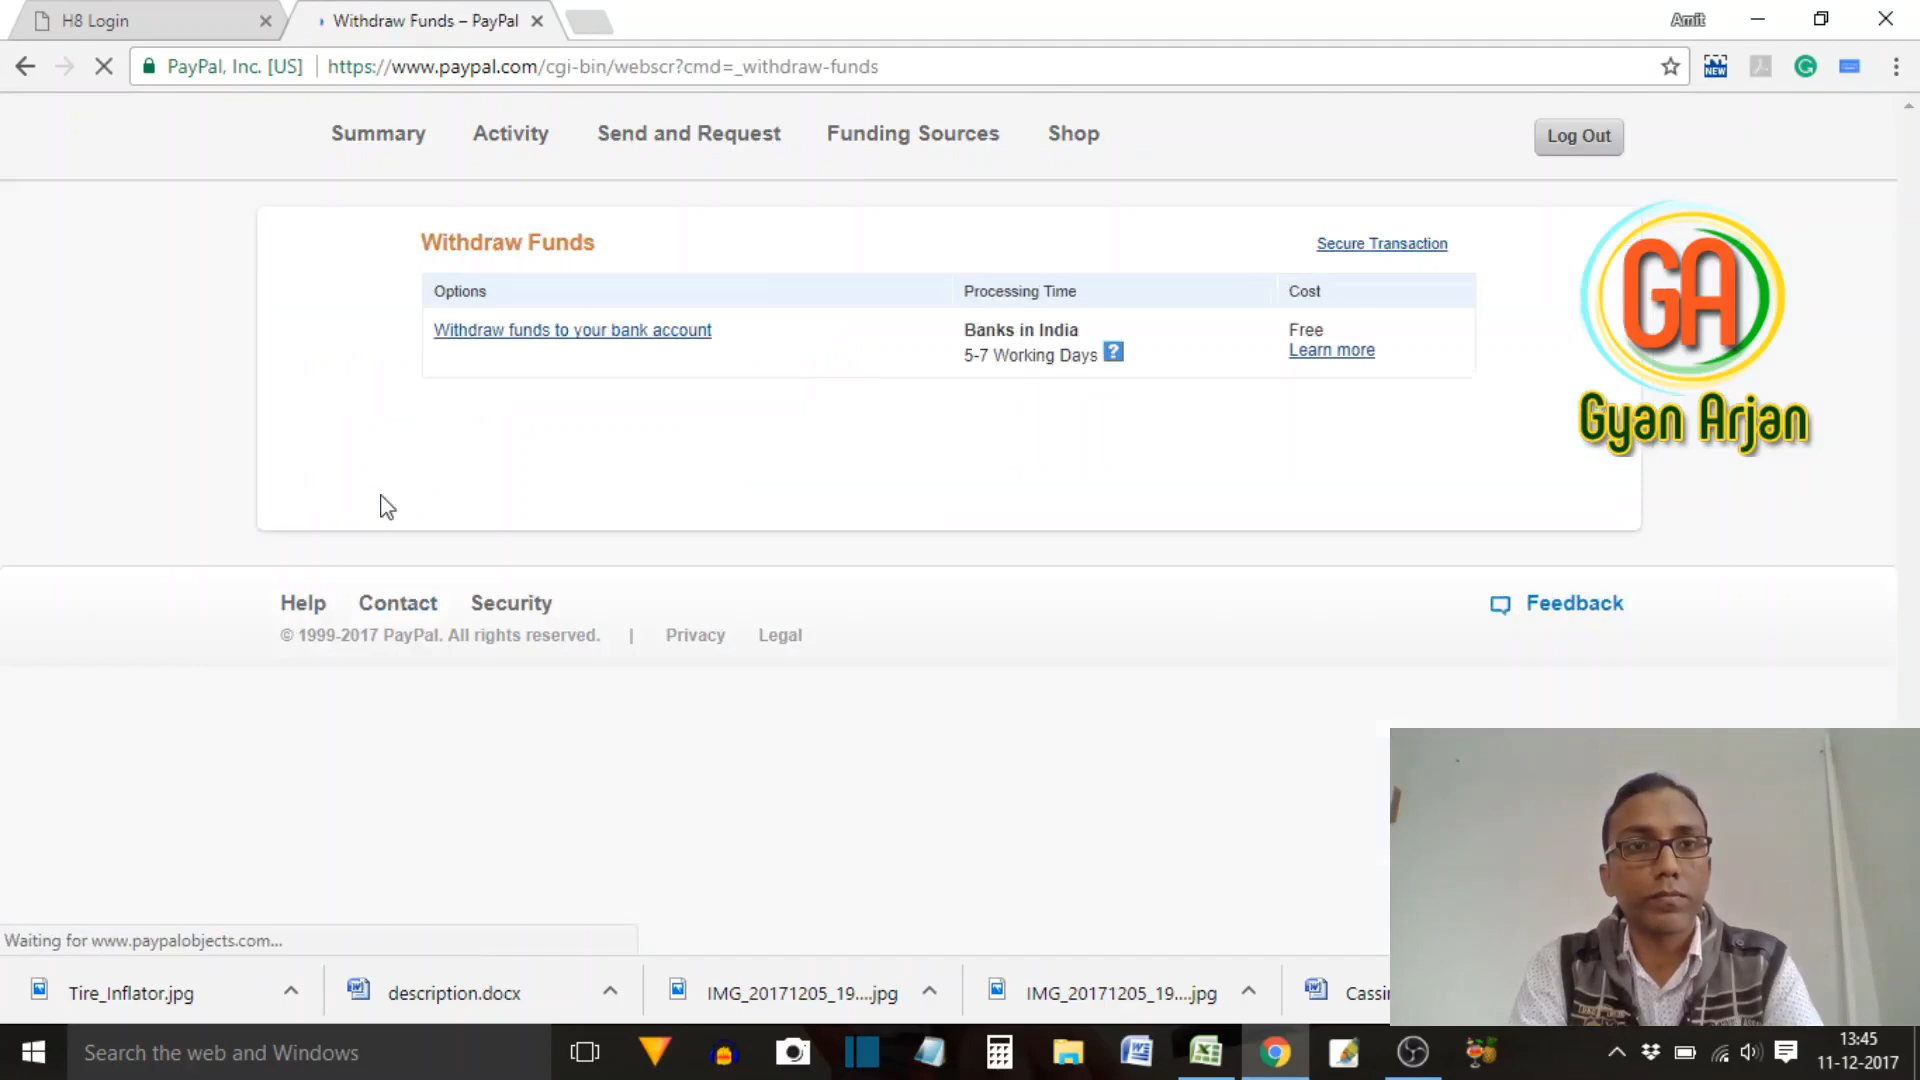 H8 Login
Withdraw Funds – PayPal
Amit
PayPal, Inc. [US]
https://www.paypal.com/cgi-bin/webscr?cmd=_withdraw-funds
NEW
Summary
Activity
Send and Request
Funding Sources
Shop
Log Out
Withdraw Funds
Secure Transaction
Options
Processing Time
Cost
Withdraw funds to your bank account
Banks in India
Free
5-7 Working Days ?
Learn more
GA
Gyan Arjan
Help
Contact
Security
Feedback
© 1999-2017 PayPal. All rights reserved. | Privacy Legal
Waiting for www.paypalobjects.com...
Tire_Inflator.jpg
description.docx
IMG_20171205_19....jpg
IMG_20171205_19....jpg
Cassi
Search the web and Windows
13:45
11-12-2017